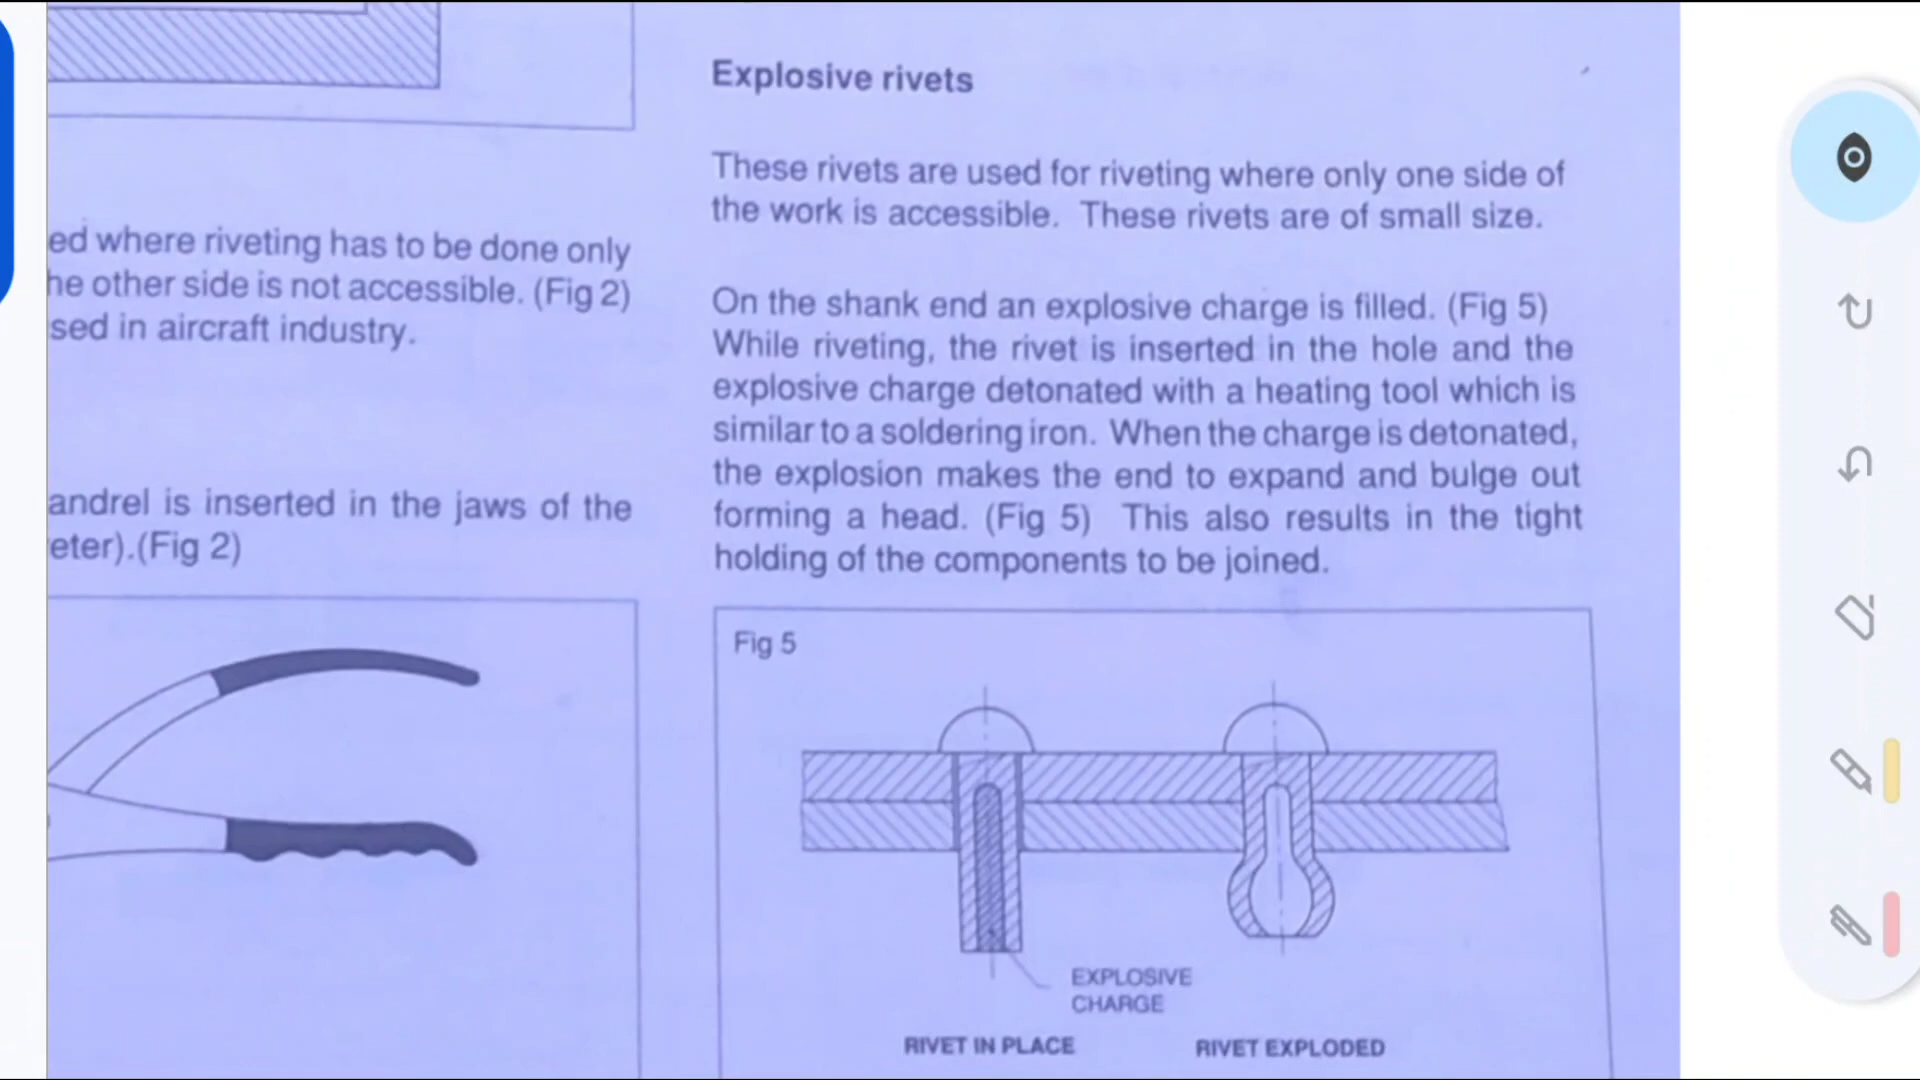 ed where riveting has to be done only
he other side is not accessible. (Fig 2)
sed in aircraft industry.
andrel is inserted in the jaws of the
eter).(Fig 2)
Explosive rivets
These rivets are used for riveting where only one side of
the work is accessible. These rivets are of small size.
On the shank end an explosive charge is filled. (Fig 5)
While riveting, the rivet is inserted in the hole and the
explosive charge detonated with a heating tool which is
similar to a soldering iron. When the charge is detonated,
the explosion makes the end to expand and bulge out
forming a head. (Fig 5) This also results in the tight
holding of the components to be joined.
Fig 5
EXPLOSIVE
CHARGE
RIVET IN PLACE
RIVET EXPLODED